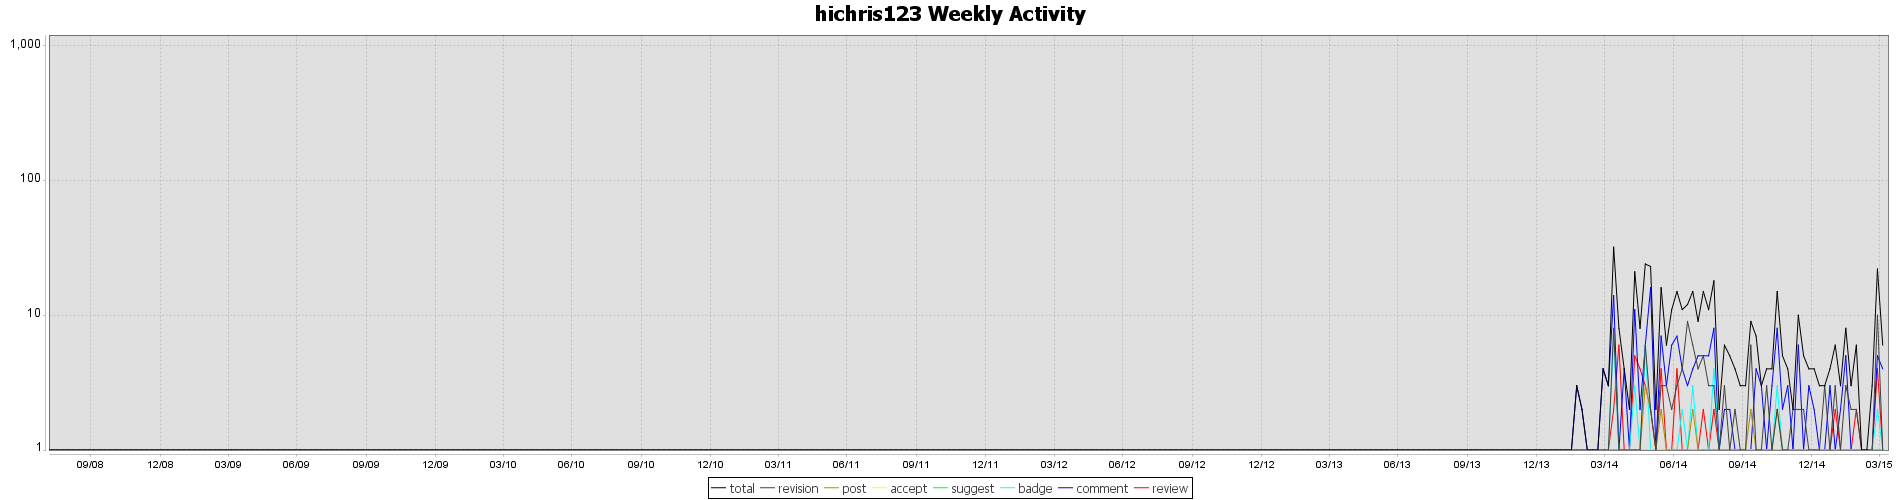 hichris123 Weekly Activity
1,000
100
10
1
09/08 12/08 03/09 06/09 09/09 12/09 03/10 06/10 09/10 12/10 03/11 06/11 09/11 12/11 03/12 06/12 09/12 12/12 03/13 06/13 09/13 12/13 03/14 06/14 09/14 12/14 03/15
total revision post accept suggest badge comment review